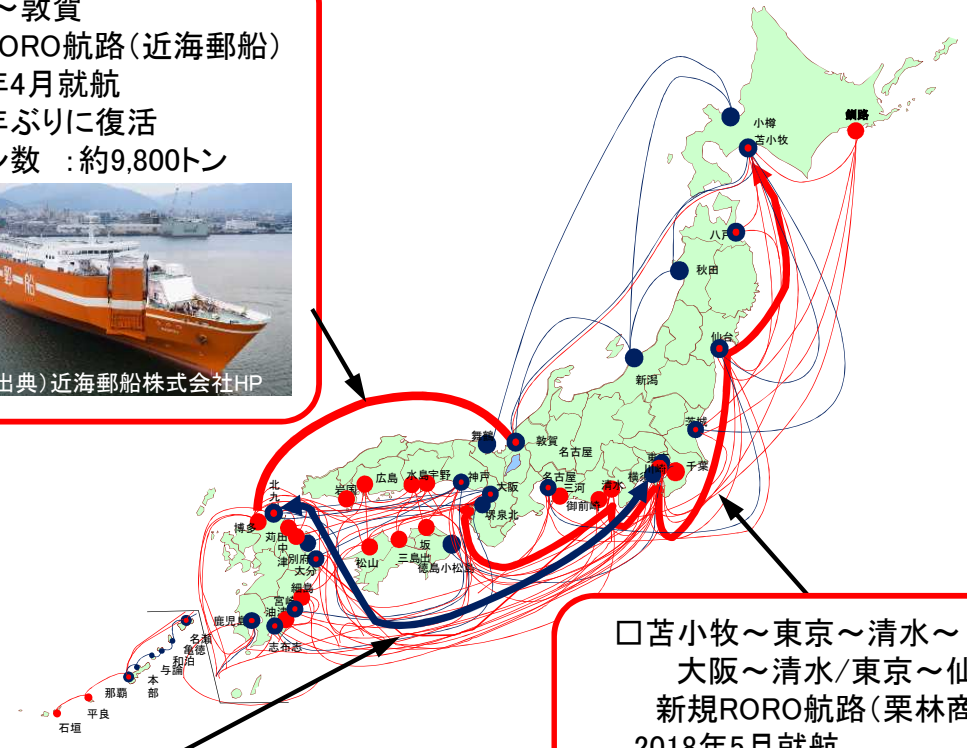 ～敦賀
ORO航路（近海郵船）
年4月就航
年ぶりに復活
ン数 ：約9,800トン
出典）近海郵船株式会社HP
小樽
苫小牧
釧路
八戸
秋田
仙台
新潟
茨城
舞鶴
敦賀
名古屋
千葉
横須
名古屋
三河
清水
御前崎
神戸
大阪
堺泉北
広島
水島
宇野
岩国
北
九
博多
苅田
中
津
別府
大分
松山
三島
坂
出
徳島小松島
細島
宮崎
油津
志布志
鹿児島
名瀬
亀徳
和泊
与論
本
部
那覇
平良
石垣
□苫小牧～東京～清水～
大阪～清水/東京～仙
新規RORO航路（栗林商
2018年5月就航